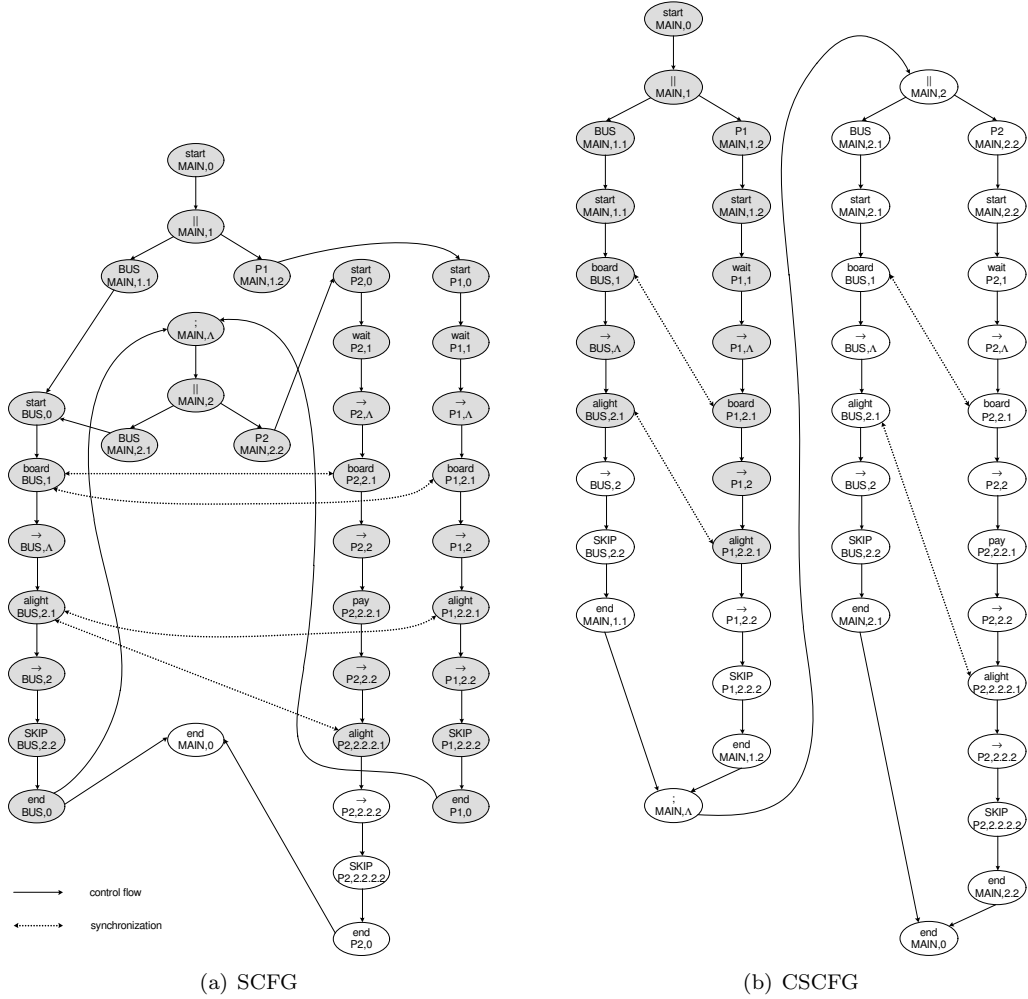 start
MAIN,0
||
MAIN,1
BUS
MAIN,1.1
P1
MAIN,1.2
;
MAIN,Λ
||
MAIN,2
BUS
MAIN,2.1
P2
MAIN,2.2
start
BUS,0
board
BUS,1
→
BUS,Λ
alight
BUS,2.1
→
BUS,2
SKIP
BUS,2.2
end
BUS,0
end
MAIN,0
start
P2,0
wait
P2,1
→
P2,Λ
board
P2,2.1
→
P2,2
pay
P2,2.2.1
→
P2,2.2
alight
P2,2.2.2.1
→
P2,2.2.2
SKIP
P2,2.2.2.2
end
P2,0
start
P1,0
wait
P1,1
→
P1,Λ
board
P1,2.1
→
P1,2
alight
P1,2.2.1
→
P1,2.2
SKIP
P1,2.2.2
end
P1,0
control flow
synchronization
(a) SCFG
start
MAIN,0
||
MAIN,1
BUS
MAIN,1.1
start
MAIN,1.1
board
BUS,1
→
BUS,Λ
alight
BUS,2.1
→
BUS,2
SKIP
BUS,2.2
end
MAIN,1.1
P1
MAIN,1.2
start
MAIN,1.2
wait
P1,1
→
P1,Λ
board
P1,2.1
→
P1,2
alight
P1,2.2.1
→
P1,2.2
SKIP
P1,2.2.2
end
MAIN,1.2
;
MAIN,Λ
||
MAIN,2
BUS
MAIN,2.1
start
MAIN,2.1
board
BUS,1
→
BUS,Λ
alight
BUS,2.1
→
BUS,2
SKIP
BUS,2.2
end
MAIN,2.1
P2
MAIN,2.2
start
MAIN,2.2
wait
P2,1
→
P2,Λ
board
P2,2.1
→
P2,2
pay
P2,2.2.1
→
P2,2.2
alight
P2,2.2.2.1
→
P2,2.2.2
SKIP
P2,2.2.2.2
end
MAIN,2.2
end
MAIN,0
(b) CSCFG